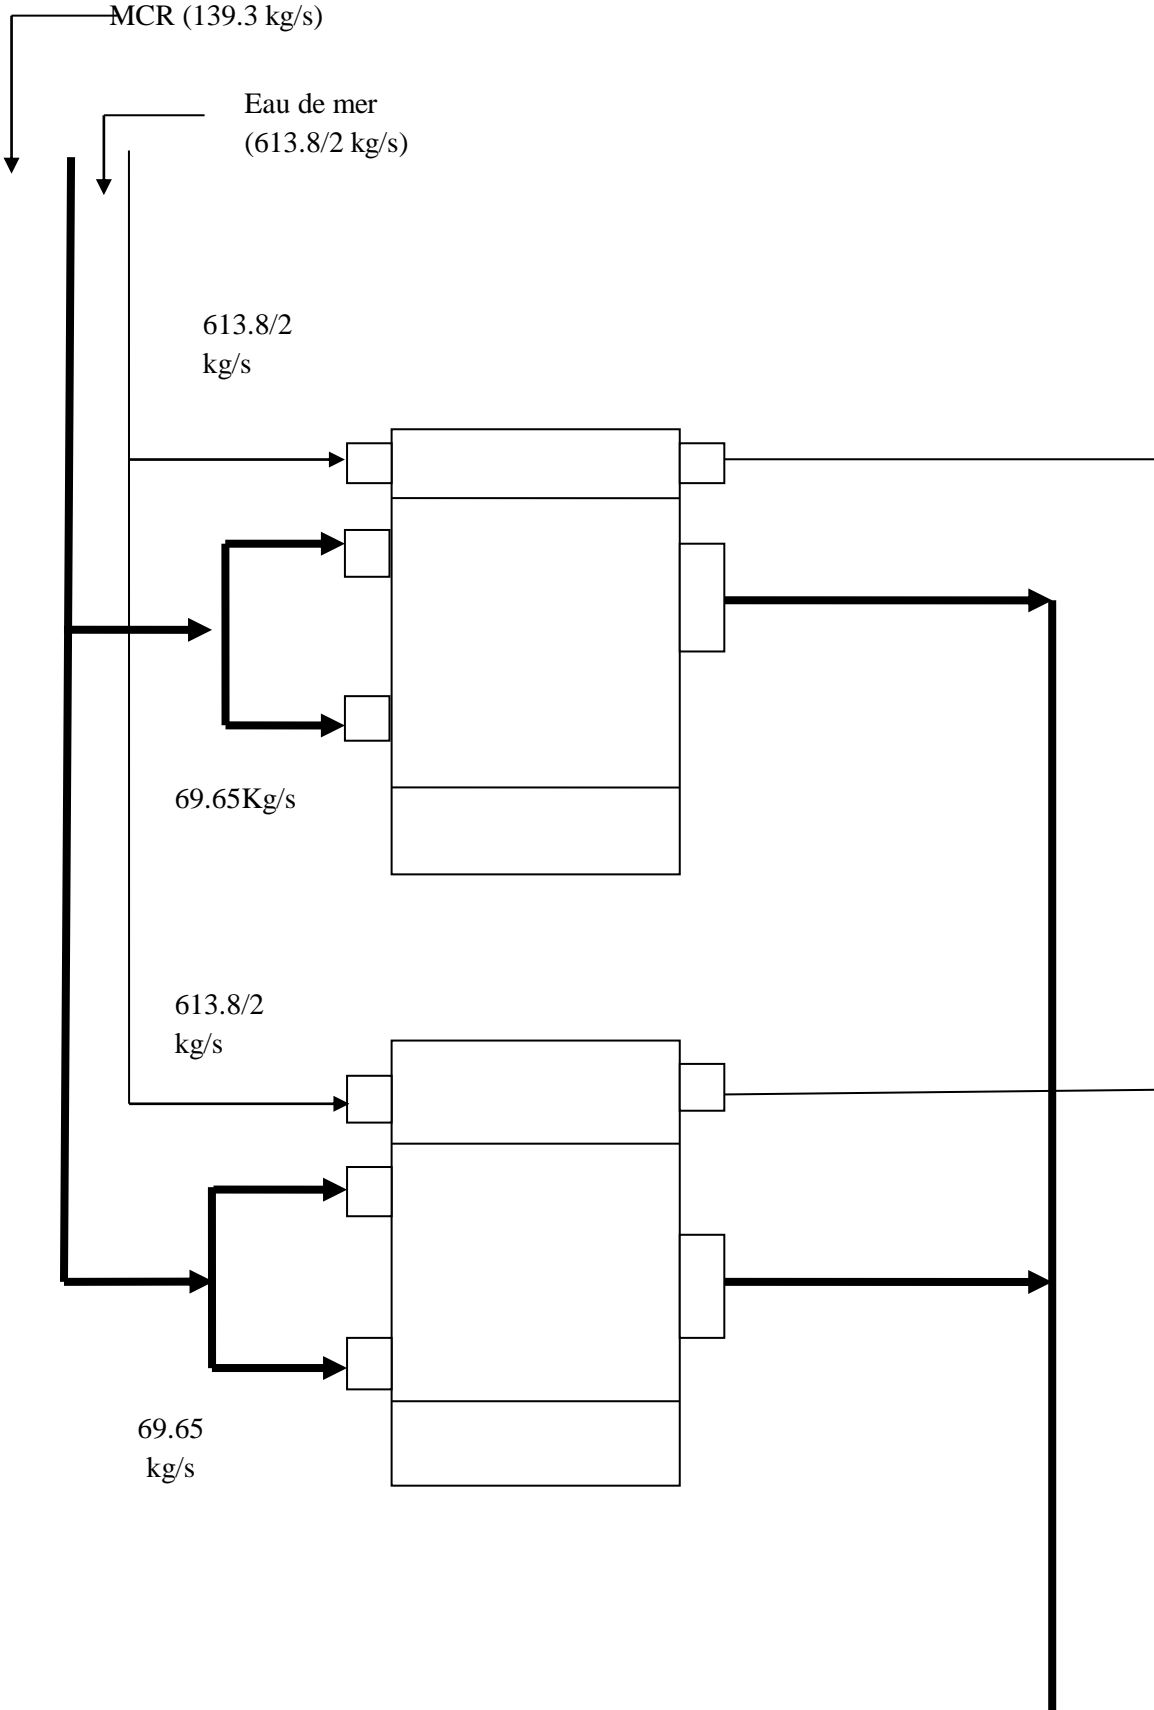 MCR (139.3 kg/s)
Eau de mer
(613.8/2 kg/s)
613.8/2
kg/s
69.65Kg/s
613.8/2
kg/s
69.65
kg/s